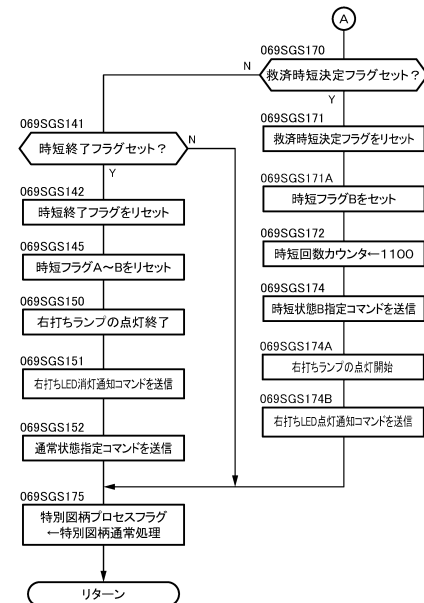 A
069SGS170
N
救済時短決定フラグセット？
Y
069SGS141
時短終了フラグセット？
N
Y
069SGS142
時短終了フラグをリセット
069SGS145
時短フラグA～Bをリセット
069SGS150
右打ちランプの点灯終了
069SGS151
右打ちLED消灯通知コマンドを送信
069SGS152
通常状態指定コマンドを送信
069SGS171
救済時短決定フラグをリセット
069SGS171A
時短フラグBをセット
069SGS172
時短回数カウンタ←1100
069SGS174
時短状態B指定コマンドを送信
069SGS174A
右打ちランプの点灯開始
069SGS174B
右打ちLED点灯通知コマンドを送信
069SGS175
特別図柄プロセスフラグ
←特別図柄通常処理
リターン